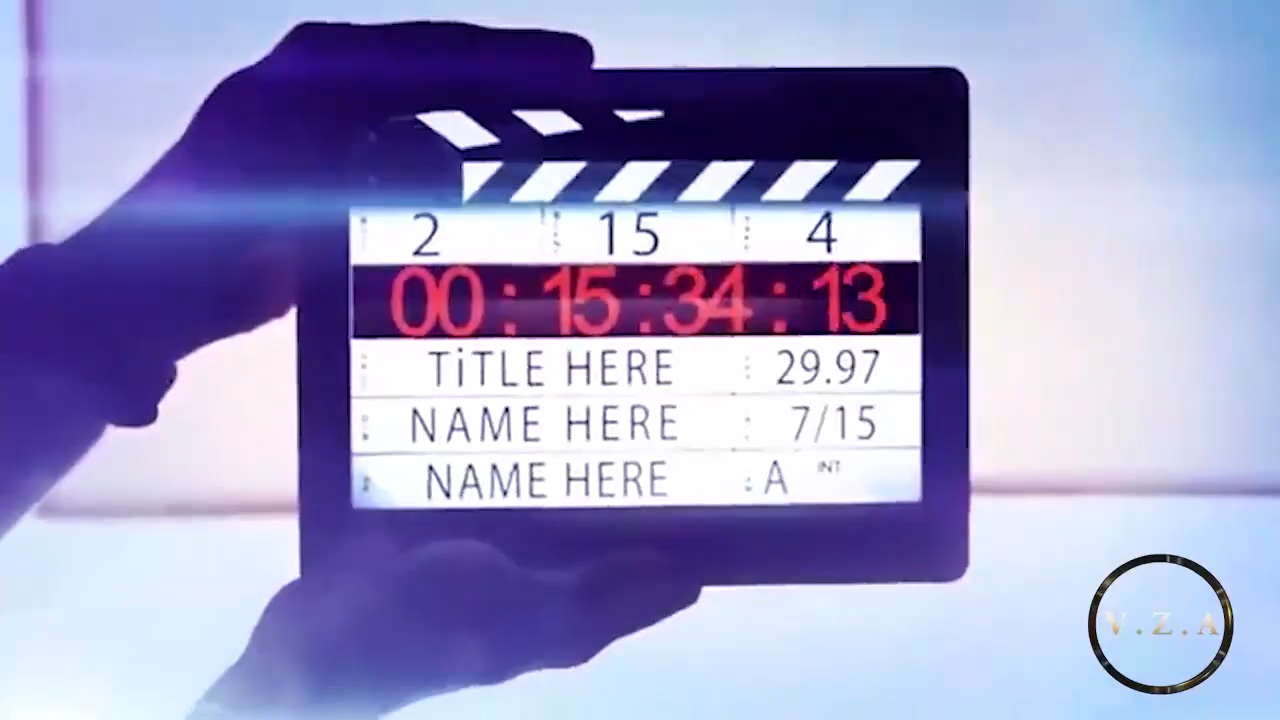 2 15 4
00:15:34:13
TiTLE HERE 29.97
NAME HERE 7/15
NAME HERE A INT
V.Z.A